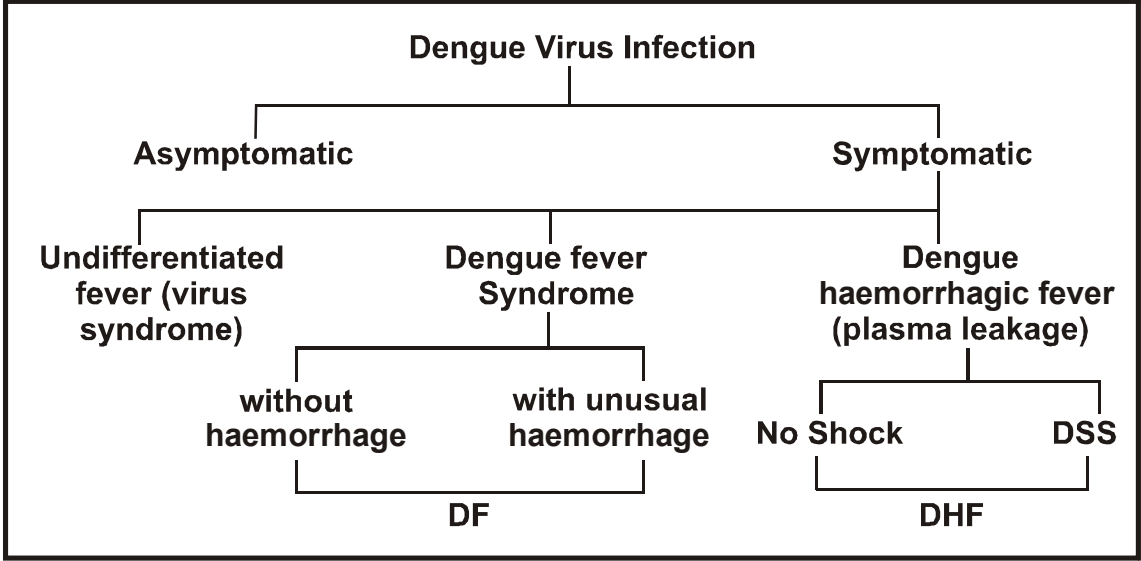 Dengue Virus Infection
Asymptomatic
Symptomatic
Undifferentiated
fever (virus
syndrome)
Dengue fever
Syndrome
Dengue
haemorrhagic fever
(plasma leakage)
without
haemorrhage
with unusual
haemorrhage
No Shock
DSS
DF
DHF